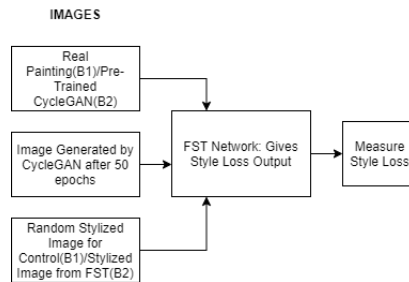 IMAGES
Real
Painting(B1)/Pre-
Trained
CycleGAN(B2)
Image Generated by
CycleGAN after 50
epochs
Random Stylized
Image for
Control(B1)/Stylized
Image from FST(B2)
FST Network: Gives
Style Loss Output
Measure
Style Loss